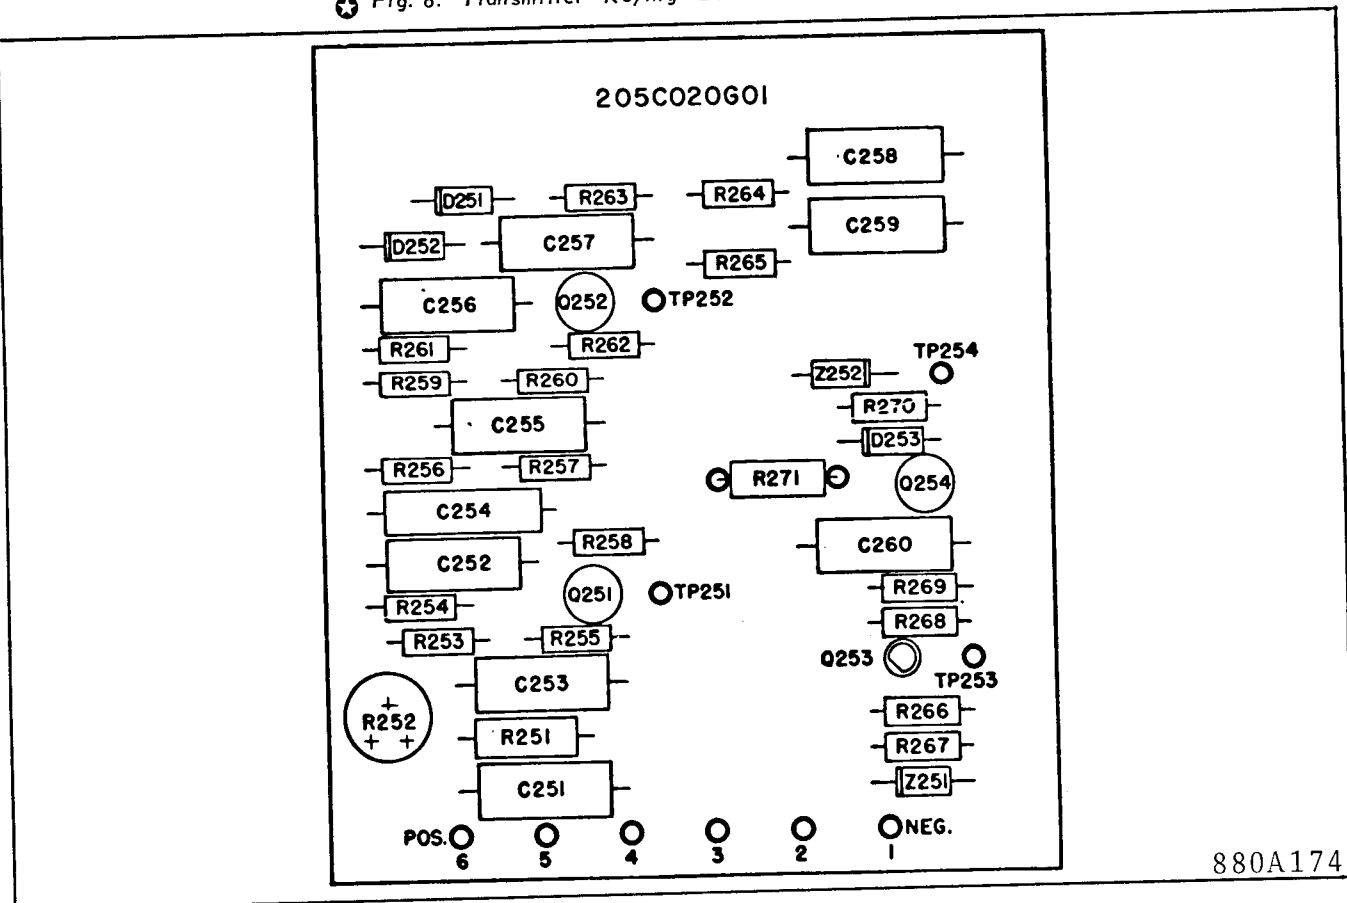 Fig. 8. Transmitter Keying
205C020G01
C258
D251 R263 R264
C259
D252 C257
R265
C256 Q252 TP252
R261 R262 TP254
R259 R260 Z252
R270
C255
D253
R256 R257 R271 Q254
C254
R258 C260
C252
R254 Q251 TP251 R269
R253 R255 R268
Q253 TP253
C253
R252 R266
R251 R267
C251 Z251
POS. NEG.
6 5 4 3 2 1
880A174